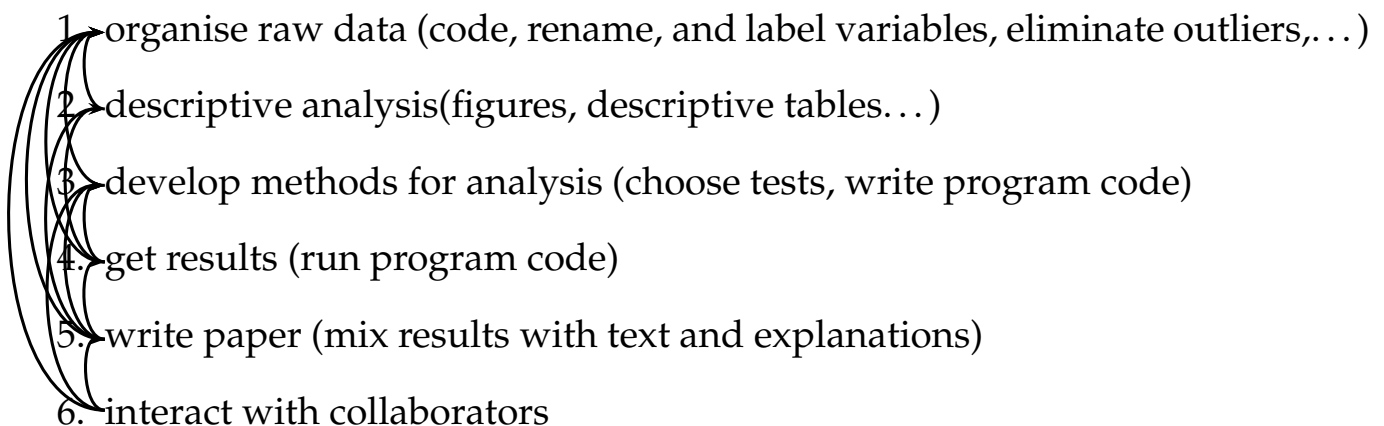 1. organise raw data (code, rename, and label variables, eliminate outliers,…)
2. descriptive analysis(figures, descriptive tables…)
3. develop methods for analysis (choose tests, write program code)
4. get results (run program code)
5. write paper (mix results with text and explanations)
6. interact with collaborators